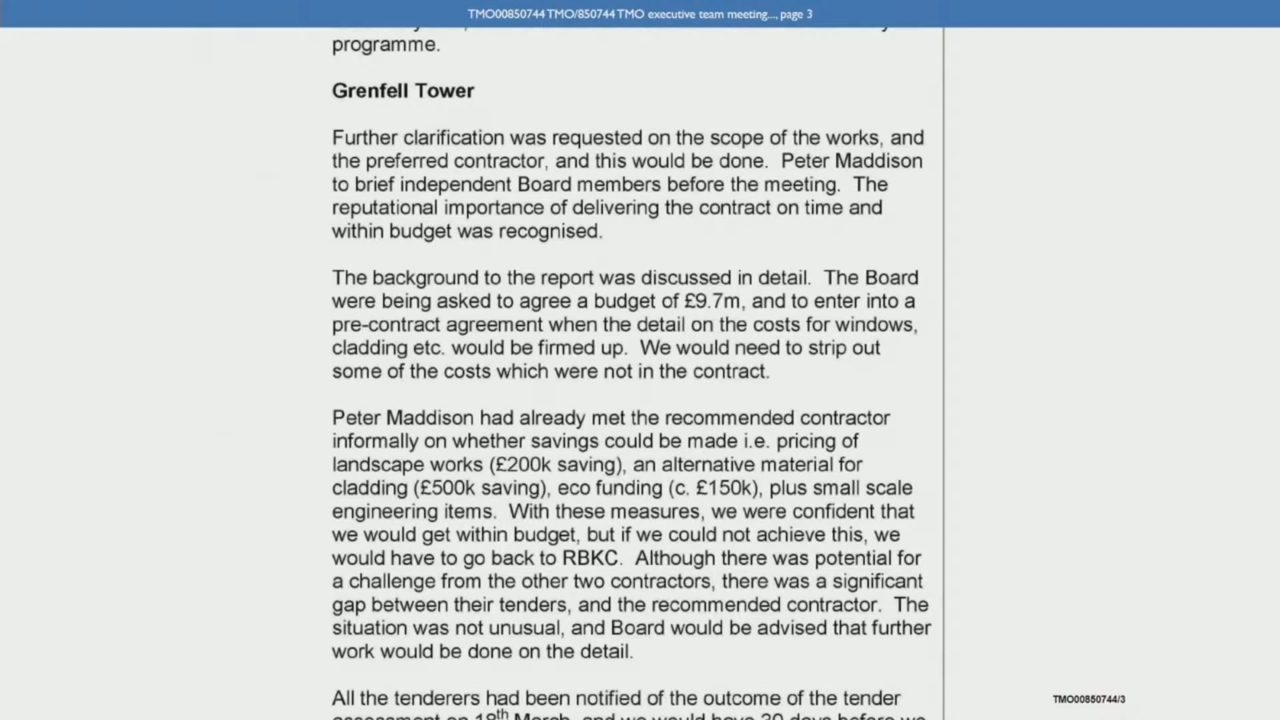 TMO00850744 TMO/850744 TMO executive team meeting..., page 3
programme.
Grenfell Tower
Further clarification was requested on the scope of the works, and
the preferred contractor, and this would be done. Peter Maddison
to brief independent Board members before the meeting. The
reputational importance of delivering the contract on time and
within budget was recognised.
The background to the report was discussed in detail. The Board
were being asked to agree a budget of £9.7m, and to enter into a
pre-contract agreement when the detail on the costs for windows,
cladding etc. would be firmed up. We would need to strip out
some of the costs which were not in the contract.
Peter Maddison had already met the recommended contractor
informally on whether savings could be made i.e. pricing of
landscape works (£200k saving), an alternative material for
cladding (£500k saving), eco funding (c. £150k), plus small scale
engineering items. With these measures, we were confident that
we would get within budget, but if we could not achieve this, we
would have to go back to RBKC. Although there was potential for
a challenge from the other two contractors, there was a significant
gap between their tenders, and the recommended contractor. The
situation was not unusual, and Board would be advised that further
work would be done on the detail.
All the tenderers had been notified of the outcome of the tender
TMO00850744/3